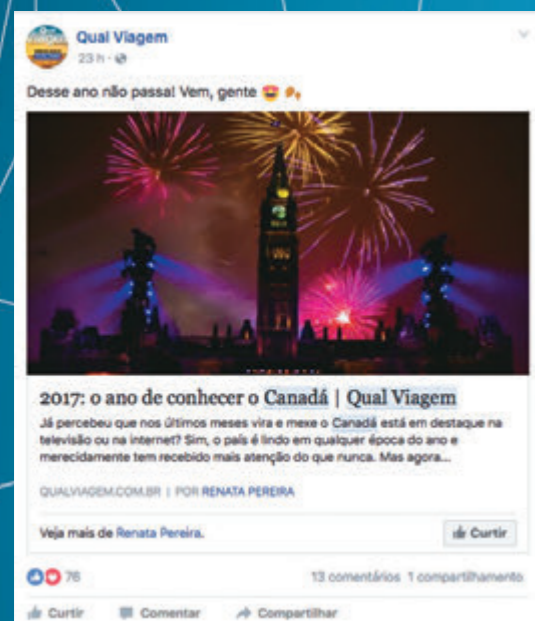 Qual Viagem
23 h ·
Desse ano não passa! Vem, gente
2017: o ano de conhecer o Canadá | Qual Viagem
Já percebeu que nos últimos meses vira e mexe o Canadá está em destaque na
televisão ou na internet? Sim, o país é lindo em qualquer época do ano e
merecidamente tem recebido mais atenção do que nunca. Mas agora...
QUALVIAGEM.COM.BR | POR RENATA PEREIRA
Veja mais de Renata Pereira.
Curtir
76
13 comentários 1 compartilhamento
Curtir Comentar Compartilhar